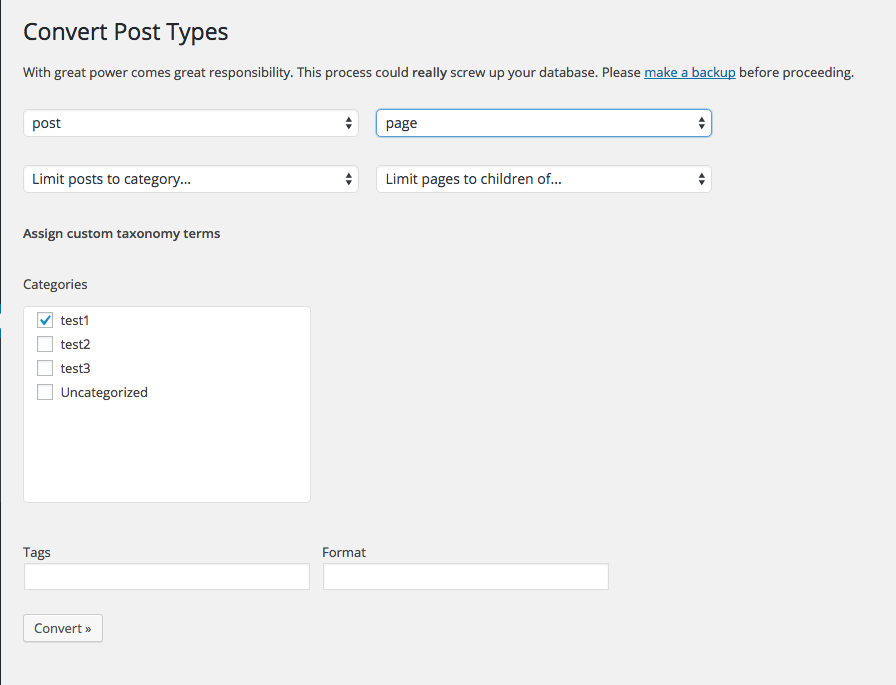 Convert Post Types
With great power comes great responsibility. This process could really screw up your database. Please make a backup before proceeding.
post
page
Limit posts to category...
Limit pages to children of...
Assign custom taxonomy terms
Categories
test1
test2
test3
Uncategorized
Tags
Format
Convert »